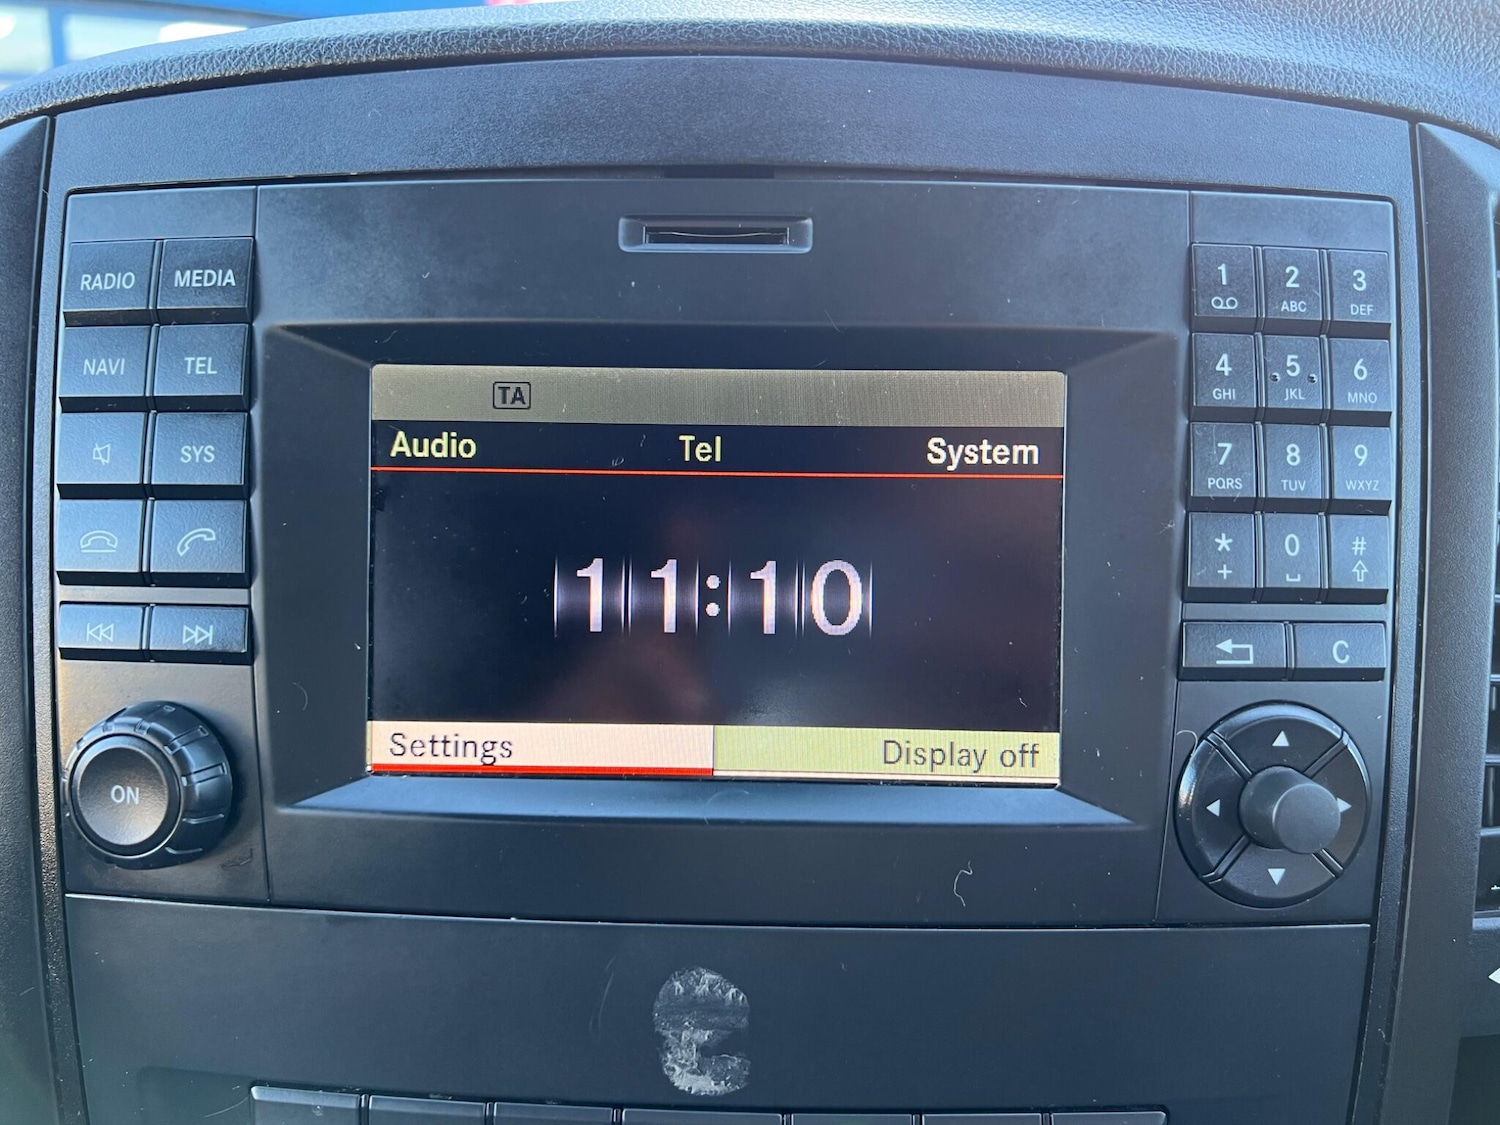 RADIO MEDIA
NAVI TEL
SYS
ON
TA
Audio Tel System
11:10
Settings Display off
1 2 3
ABC DEF
4 5 6
GHI JKL MNO
7 8 9
PQRS TUV WXYZ
* 0 #
+
C